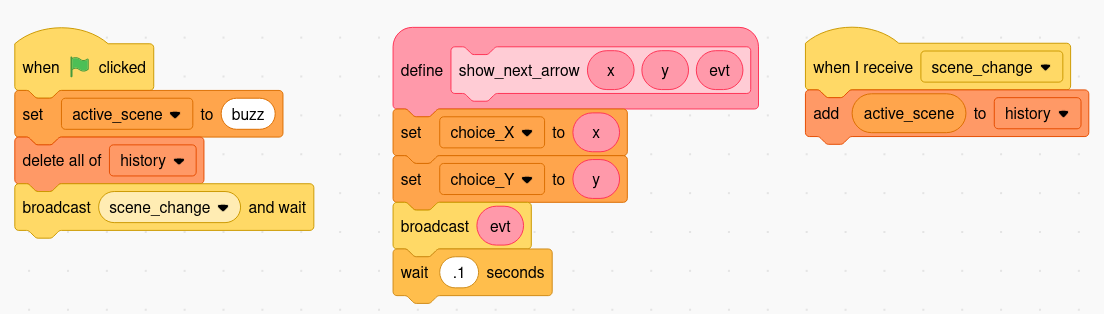 when clicked
set active_scene to buzz
delete all of history
broadcast scene_change and wait
define show_next_arrow x y evt
set choice_X to x
set choice_Y to y
broadcast evt
wait .1 seconds
when I receive scene_change
add active_scene to history